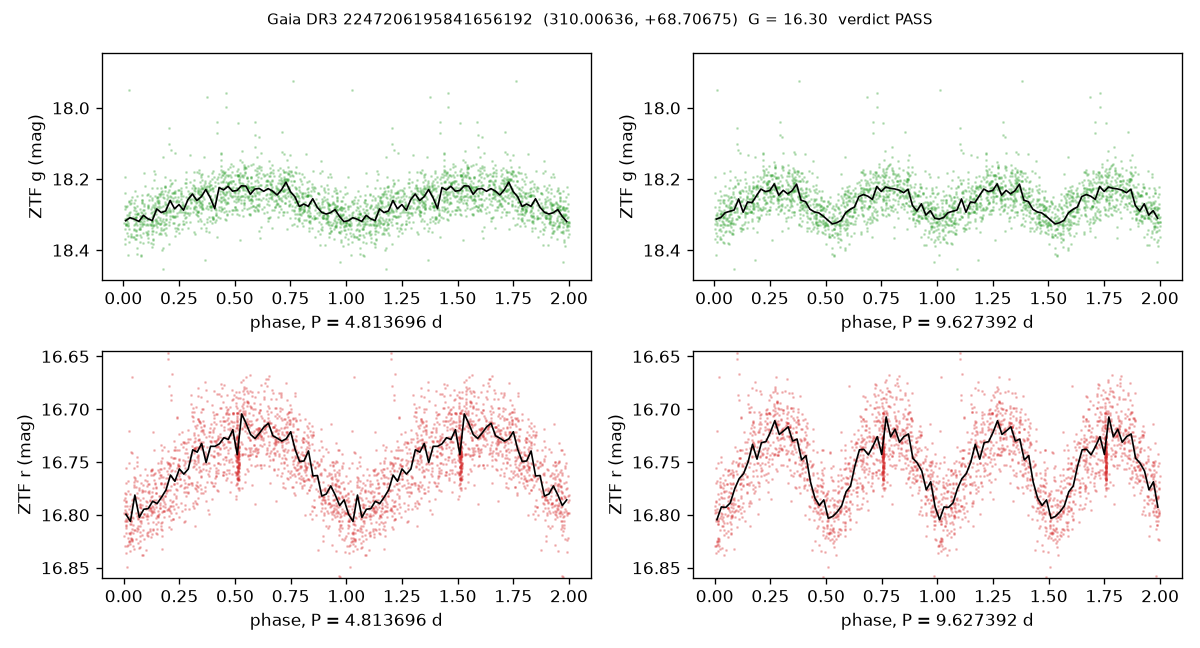 Gaia DR3 2247206195841656192 (310.00636, +68.70675) G = 16.30 verdict PASS
ZTF g (mag)
18.0
18.2
18.4
0.00 0.25 0.50 0.75 1.00 1.25 1.50 1.75 2.00
phase, P = 4.813696 d
ZTF g (mag)
18.0
18.2
18.4
0.00 0.25 0.50 0.75 1.00 1.25 1.50 1.75 2.00
phase, P = 9.627392 d
ZTF r (mag)
16.65
16.70
16.75
16.80
16.85
0.00 0.25 0.50 0.75 1.00 1.25 1.50 1.75 2.00
phase, P = 4.813696 d
ZTF r (mag)
16.65
16.70
16.75
16.80
16.85
0.00 0.25 0.50 0.75 1.00 1.25 1.50 1.75 2.00
phase, P = 9.627392 d